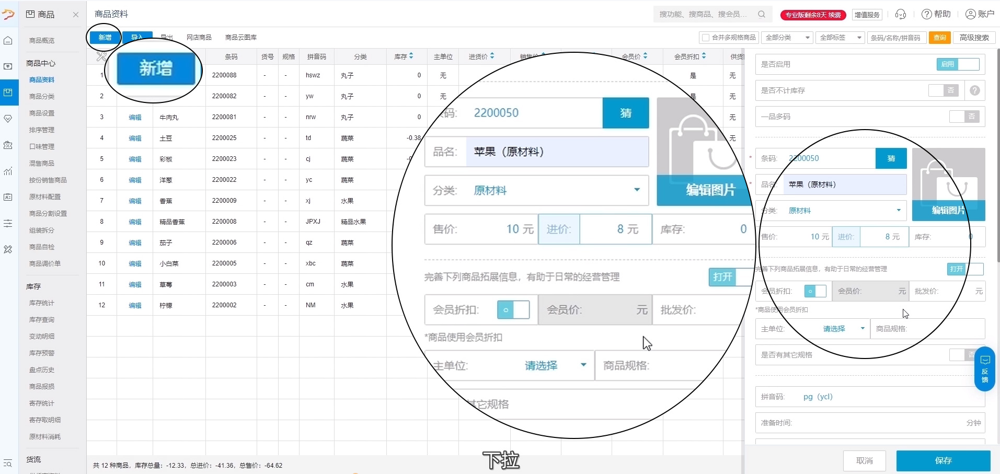 商品
商品资料
搜功能、搜商品、搜会员...
专业版剩余8天 续费
增值服务
帮助
账户
新增
导入
导出
网店商品
商品云图库
合并多规格商品
全部分类
全部标签
条码/名称/拼音码
查询
高级搜索
商品概览
商品中心
商品资料
商品分类
商品设置
排序管理
口味管理
混售商品
按份销售商品
原材料配置
商品分割设置
组装拆分
商品自检
商品调价单
库存
库存统计
库存查询
变动明细
库存预警
盘点历史
商品报损
寄存统计
寄存取明细
原材料消耗
货流
新增
条码 货号 规格 拼音码 分类 库存 主单位 进货价 销售价 会员价 会员折扣
1 2200088 - - hswz 丸子 0 无 是 无
2 2200082 - - yw 丸子 0 无 是 无
3 编辑 牛肉丸 2200081 - - nrw 丸子 0 无
4 编辑 土豆 2200025 - - td 蔬菜 -0.38 无
5 编辑 彩椒 2200023 - - cj 蔬菜
6 编辑 洋葱 2200022 - - yc 蔬菜
7 编辑 香蕉 2200009 - - xj 水果
8 编辑 精品香蕉 2200008 - - JPXJ 精品水果
9 编辑 茄子 2200006 - - qz 蔬菜
10 编辑 小白菜 2200005 - - xbc 蔬菜
11 编辑 草莓 2200003 - - cm 水果
12 编辑 柠檬 2200002 - - NM 水果
共 12 种商品，库存总量：-12.33，总进价：-41.36，总售价：-64.62
条码: 2200050 猜
品名: 苹果（原材料）
分类: 原材料
编辑图片
售价: 10 元 进价: 8 元 库存: 0
完善下列商品拓展信息，有助于日常的经营管理 打开
会员折扣: 会员价: 元 批发价:
*商品使用会员折扣
主单位: 请选择 商品规格:
其它规格
是否启用 启用
是否不计库存 否 ?
一品多码 否
* 条码: 2200050 猜
* 品名: 苹果（原材料）
分类: 原材料
编辑图片
售价: 10 元 进价: 8 元 库存: 0
完善下列商品拓展信息，有助于日常的经营管理 打开
会员折扣: 会员价: 元 批发价: 元
*商品使用会员折扣
主单位: 请选择 商品规格:
是否有其它规格 否
反馈
拼音码: pg（ycl）
准备时间: 分钟
取消
保存
下拉